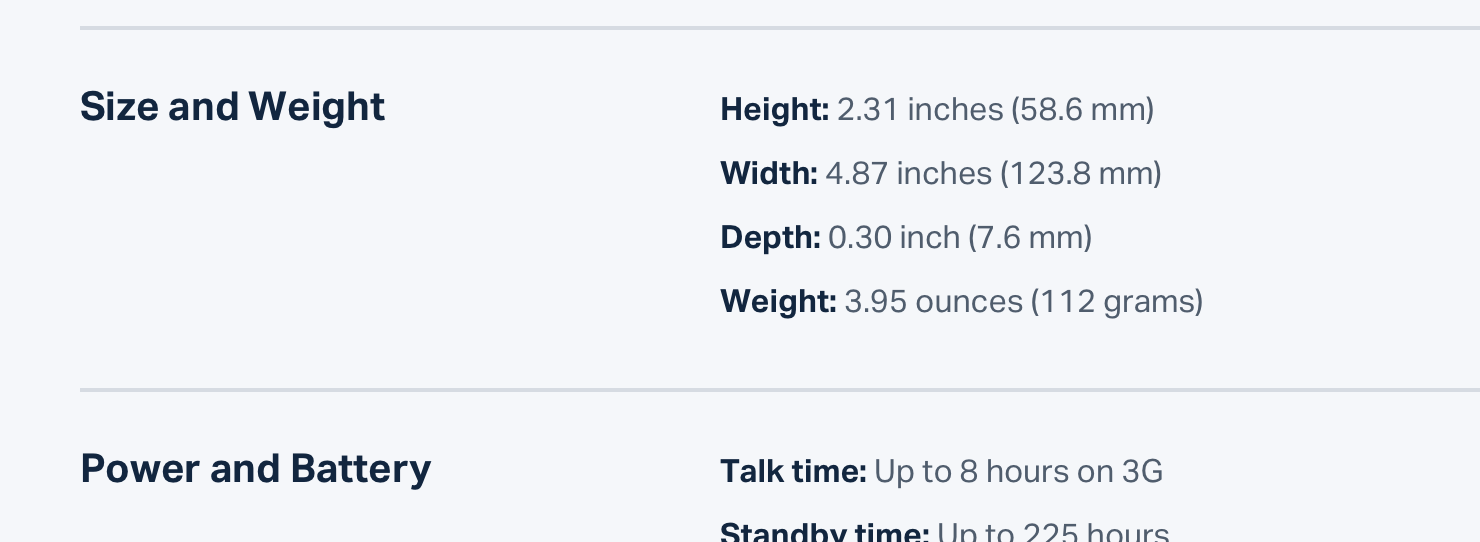 Size and Weight
Height: 2.31 inches (58.6 mm)
Width: 4.87 inches (123.8 mm)
Depth: 0.30 inch (7.6 mm)
Weight: 3.95 ounces (112 grams)
Power and Battery
Talk time: Up to 8 hours on 3G
Standby time: Up to 225 hours